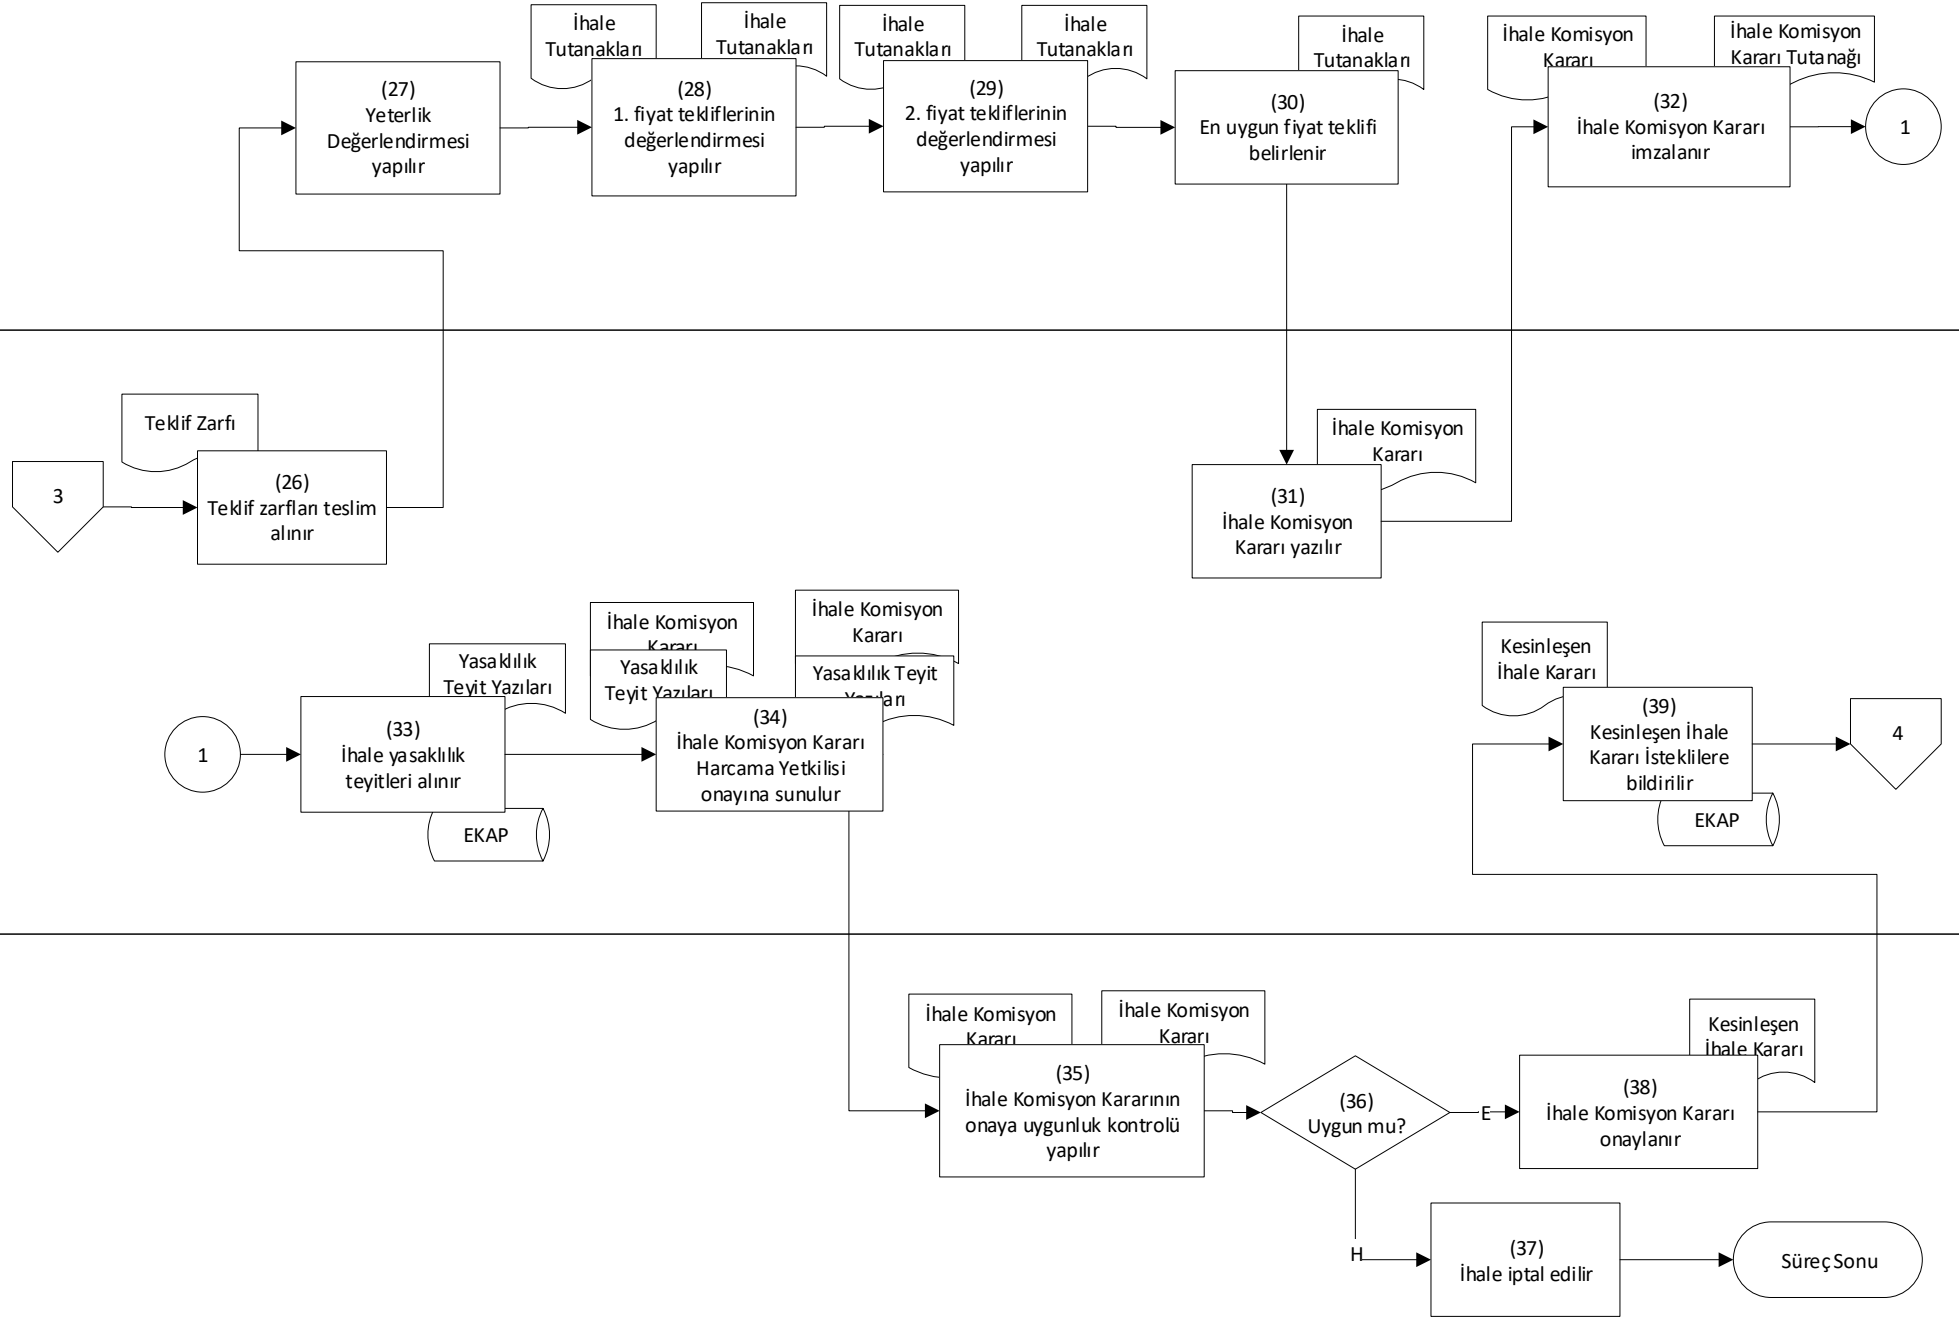 İhale
Tutanakları
İhale
Tutanakları
İhale
Tutanakları
İhale
Tutanakları
İhale
Tutanakları
İhale Komisyon
Kararı
İhale Komisyon
Kararı Tutanağı
(27)
Yeterlik
Değerlendirmesi
yapılır
(28)
1. fiyat tekliflerinin
değerlendirmesi
yapılır
(29)
2. fiyat tekliflerinin
değerlendirmesi
yapılır
(30)
En uygun fiyat teklifi
belirlenir
(32)
İhale Komisyon Kararı
imzalanır
1
Teklif Zarfı
3
(26)
Teklif zarfları teslim
alınır
İhale Komisyon
Kararı
(31)
İhale Komisyon
Kararı yazılır
1
Yasaklılık
Teyit Yazıları
(33)
İhale yasaklılık
teyitleri alınır
EKAP
İhale Komisyon
Kararı
Yasaklılık
Teyit Yazıları
İhale Komisyon
Kararı
Yasaklılık Teyit
Yazıları
(34)
İhale Komisyon Kararı
Harcama Yetkilisi
onayına sunulur
Kesinleşen
İhale Kararı
(39)
Kesinleşen İhale
Kararı İsteklilere
bildirilir
EKAP
4
İhale Komisyon
Kararı
İhale Komisyon
Kararı
(35)
İhale Komisyon Kararının
onaya uygunluk kontrolü
yapılır
(36)
Uygun mu?
E
Kesinleşen
İhale Kararı
(38)
İhale Komisyon Kararı
onaylanır
H
(37)
İhale iptal edilir
Süreç Sonu